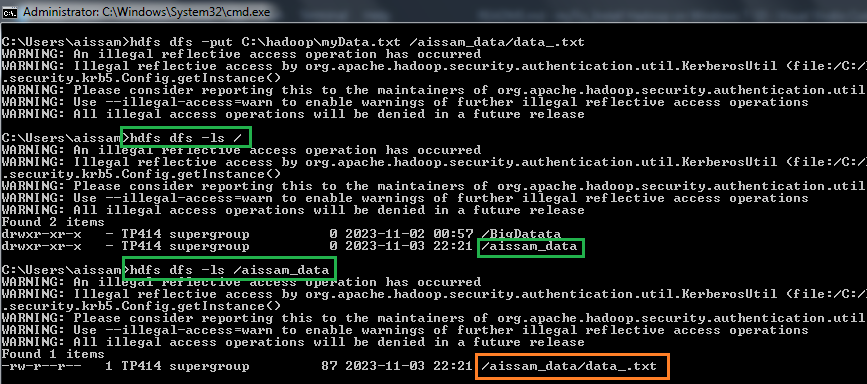 Administrator: C:\Windows\System32\cmd.exe
C:\Users\aissam>hdfs dfs -put C:\hadoop\myData.txt /aissam_data/data_.txt
WARNING: An illegal reflective access operation has occurred
WARNING: Illegal reflective access by org.apache.hadoop.security.authentication.util.KerberosUtil (file:/C:/
.security.krb5.Config.getInstance()
WARNING: Please consider reporting this to the maintainers of org.apache.hadoop.security.authentication.util
WARNING: Use --illegal-access=warn to enable warnings of further illegal reflective access operations
WARNING: All illegal access operations will be denied in a future release
C:\Users\aissam>hdfs dfs -ls /
WARNING: An illegal reflective access operation has occurred
WARNING: Illegal reflective access by org.apache.hadoop.security.authentication.util.KerberosUtil (file:/C:/
.security.krb5.Config.getInstance()
WARNING: Please consider reporting this to the maintainers of org.apache.hadoop.security.authentication.util
WARNING: Use --illegal-access=warn to enable warnings of further illegal reflective access operations
WARNING: All illegal access operations will be denied in a future release
Found 2 items
drwxr-xr-x   - TP414 supergroup          0 2023-11-02 00:57 /BigDatata
drwxr-xr-x   - TP414 supergroup          0 2023-11-03 22:21 /aissam_data
C:\Users\aissam>hdfs dfs -ls /aissam_data
WARNING: An illegal reflective access operation has occurred
WARNING: Illegal reflective access by org.apache.hadoop.security.authentication.util.KerberosUtil (file:/C:/
.security.krb5.Config.getInstance()
WARNING: Please consider reporting this to the maintainers of org.apache.hadoop.security.authentication.util
WARNING: Use --illegal-access=warn to enable warnings of further illegal reflective access operations
WARNING: All illegal access operations will be denied in a future release
Found 1 items
-rw-r--r--   1 TP414 supergroup         87 2023-11-03 22:21 /aissam_data/data_.txt